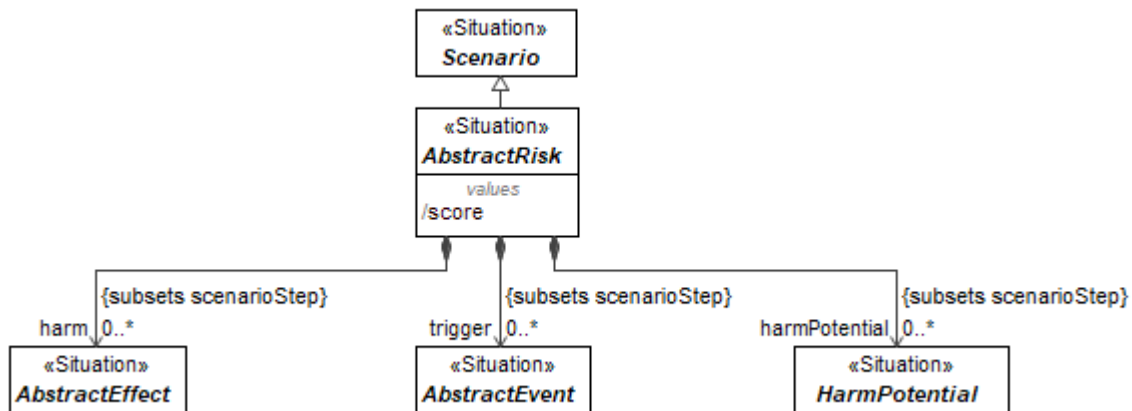 «Situation»
Scenario
«Situation»
AbstractRisk
values
/score
{subsets scenarioStep} {subsets scenarioStep} {subsets scenarioStep}
harm 0..* trigger 0..* harmPotential 0..*
«Situation» «Situation» «Situation»
AbstractEffect AbstractEvent HarmPotential